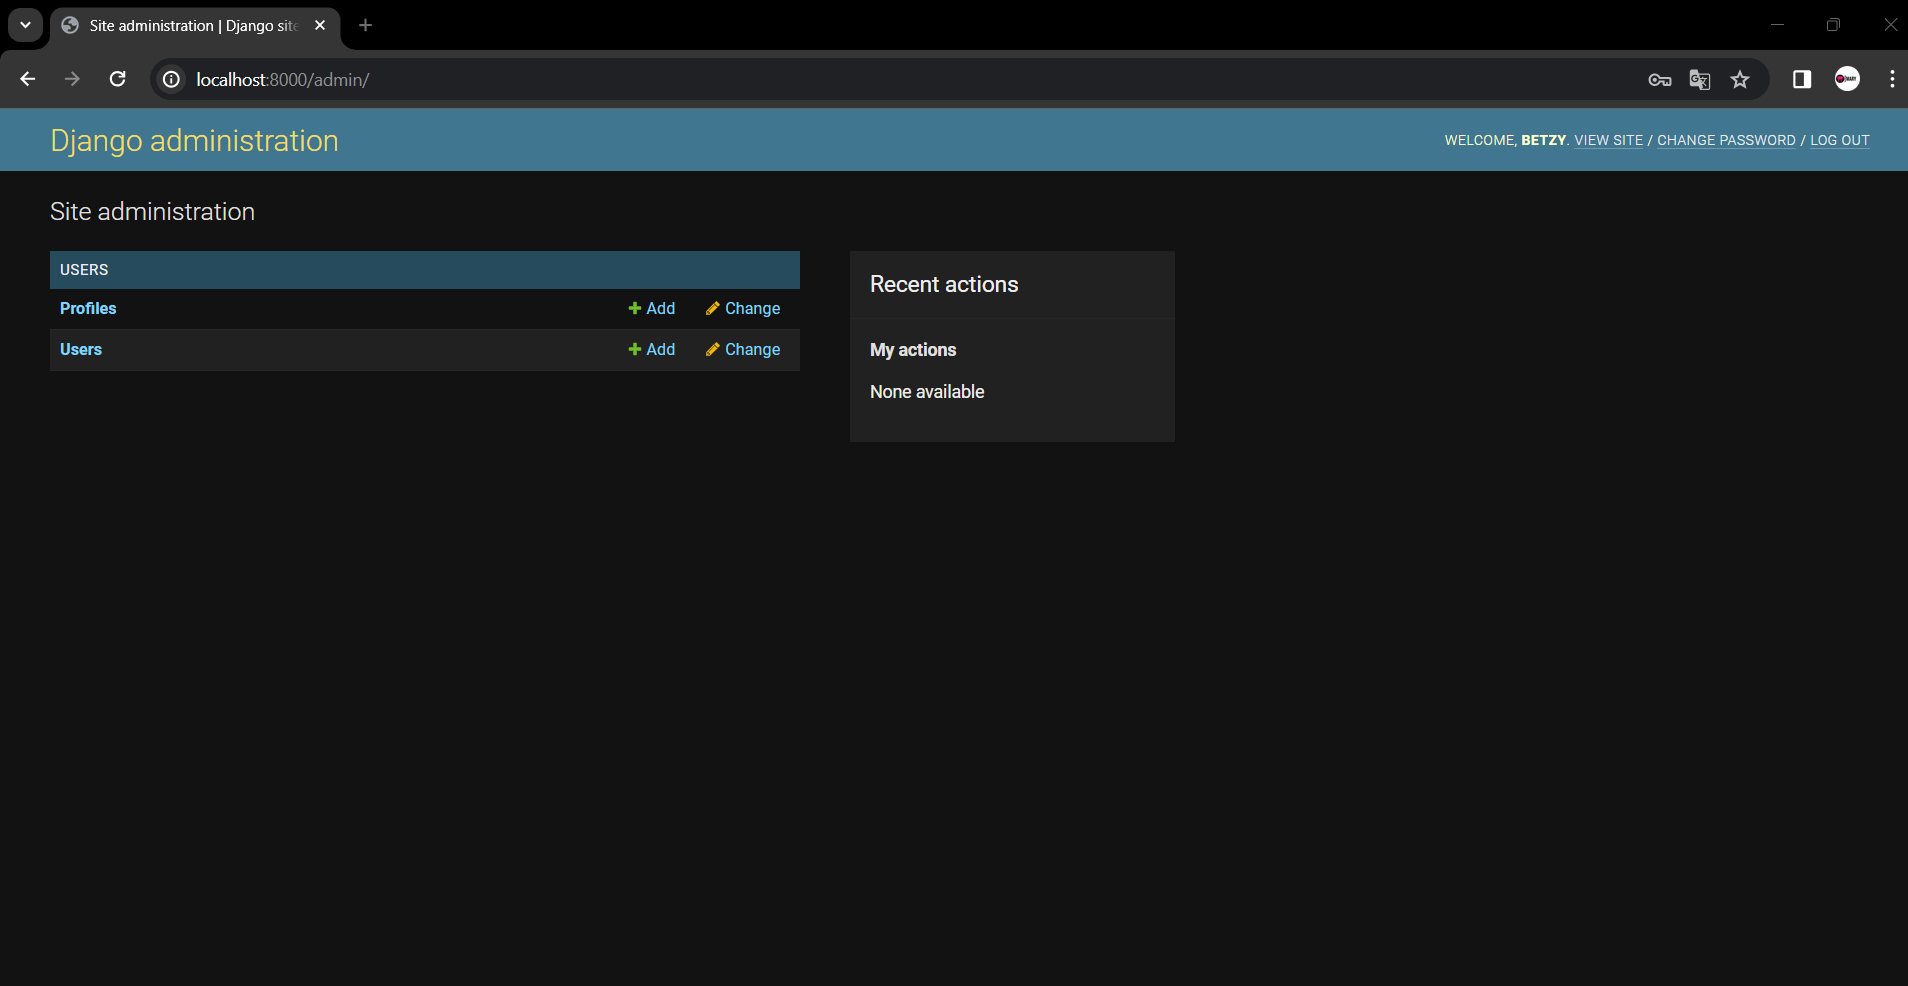 Site administration | Django site
localhost:8000/admin/
Django administration
WELCOME, BETZY. VIEW SITE / CHANGE PASSWORD / LOG OUT
Site administration
USERS
Profiles Add Change
Users Add Change
Recent actions
My actions
None available